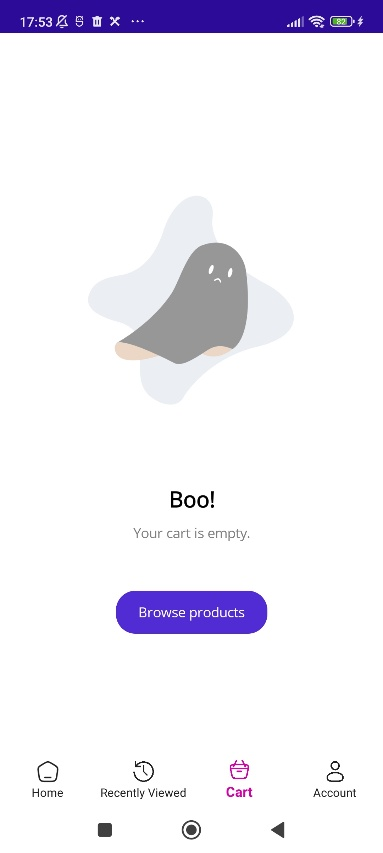 17:53
82
Boo!
Your cart is empty.
Browse products
Home
Recently Viewed
Cart
Account